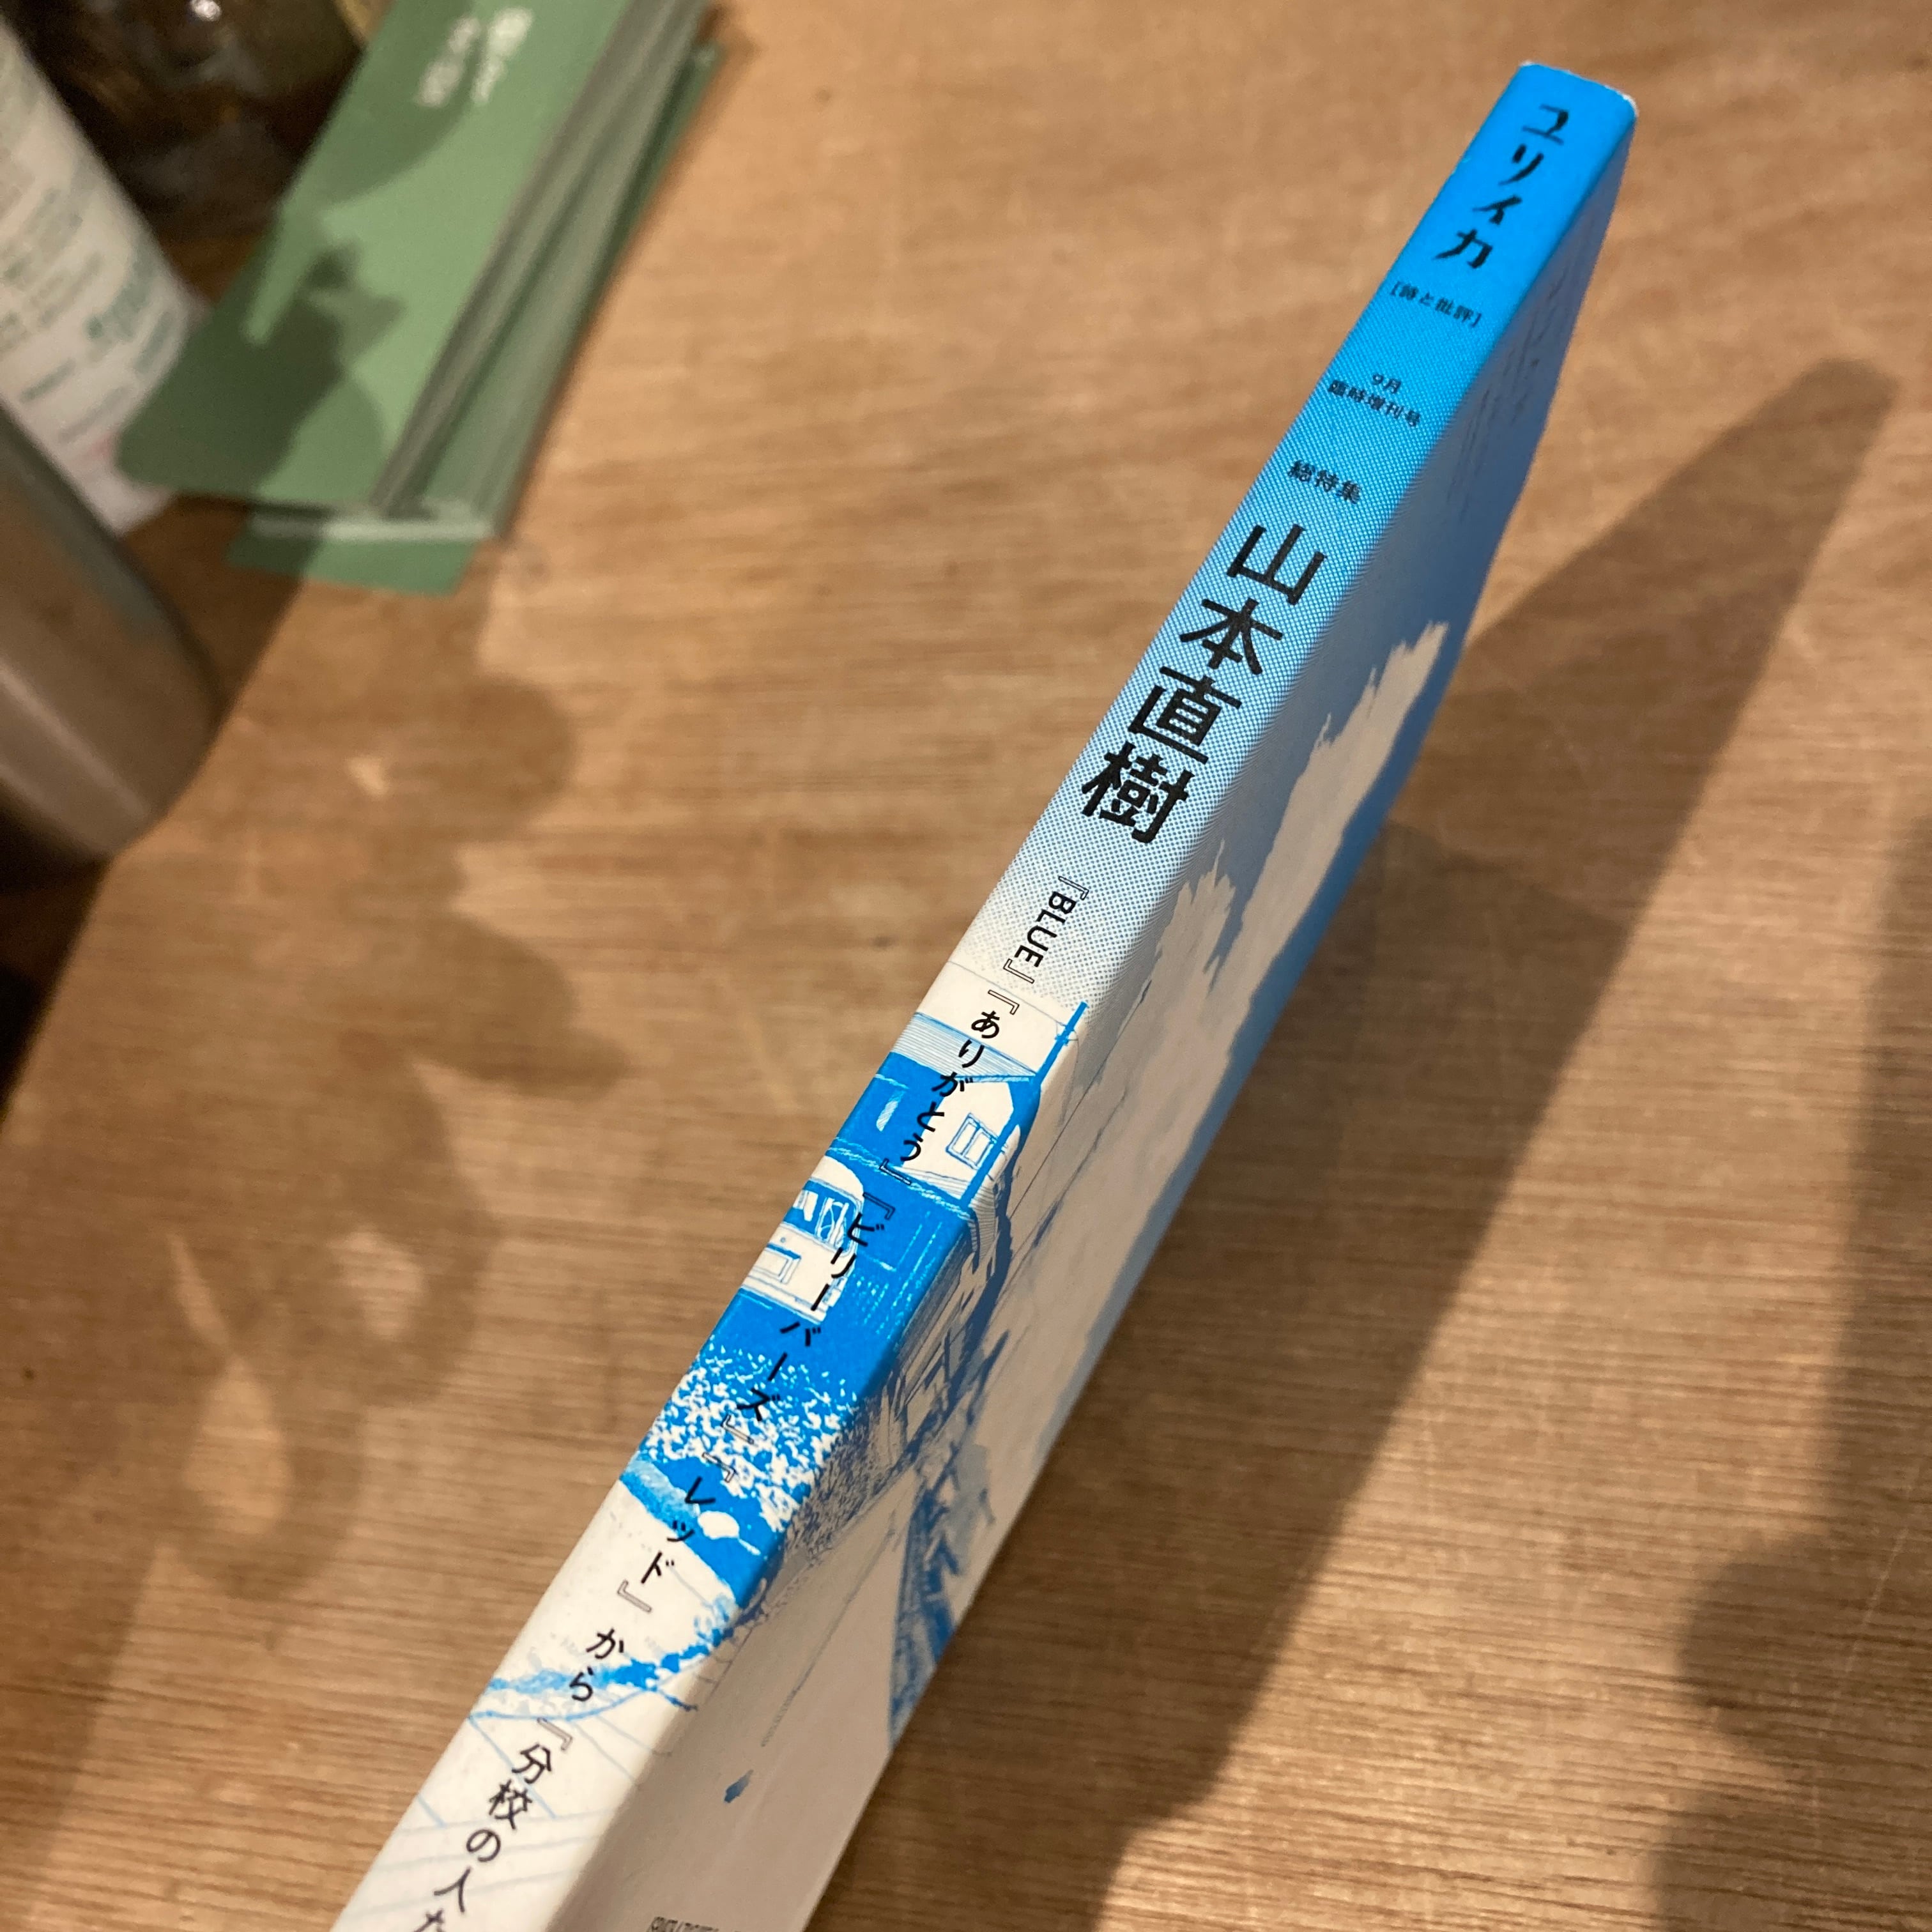 ユリイカ
[詩と批評]
9月
臨時増刊号
総特集
山本直樹
『BLUE』『ありがとう』『ビリーバーズ』『レッド』から『分校の人た